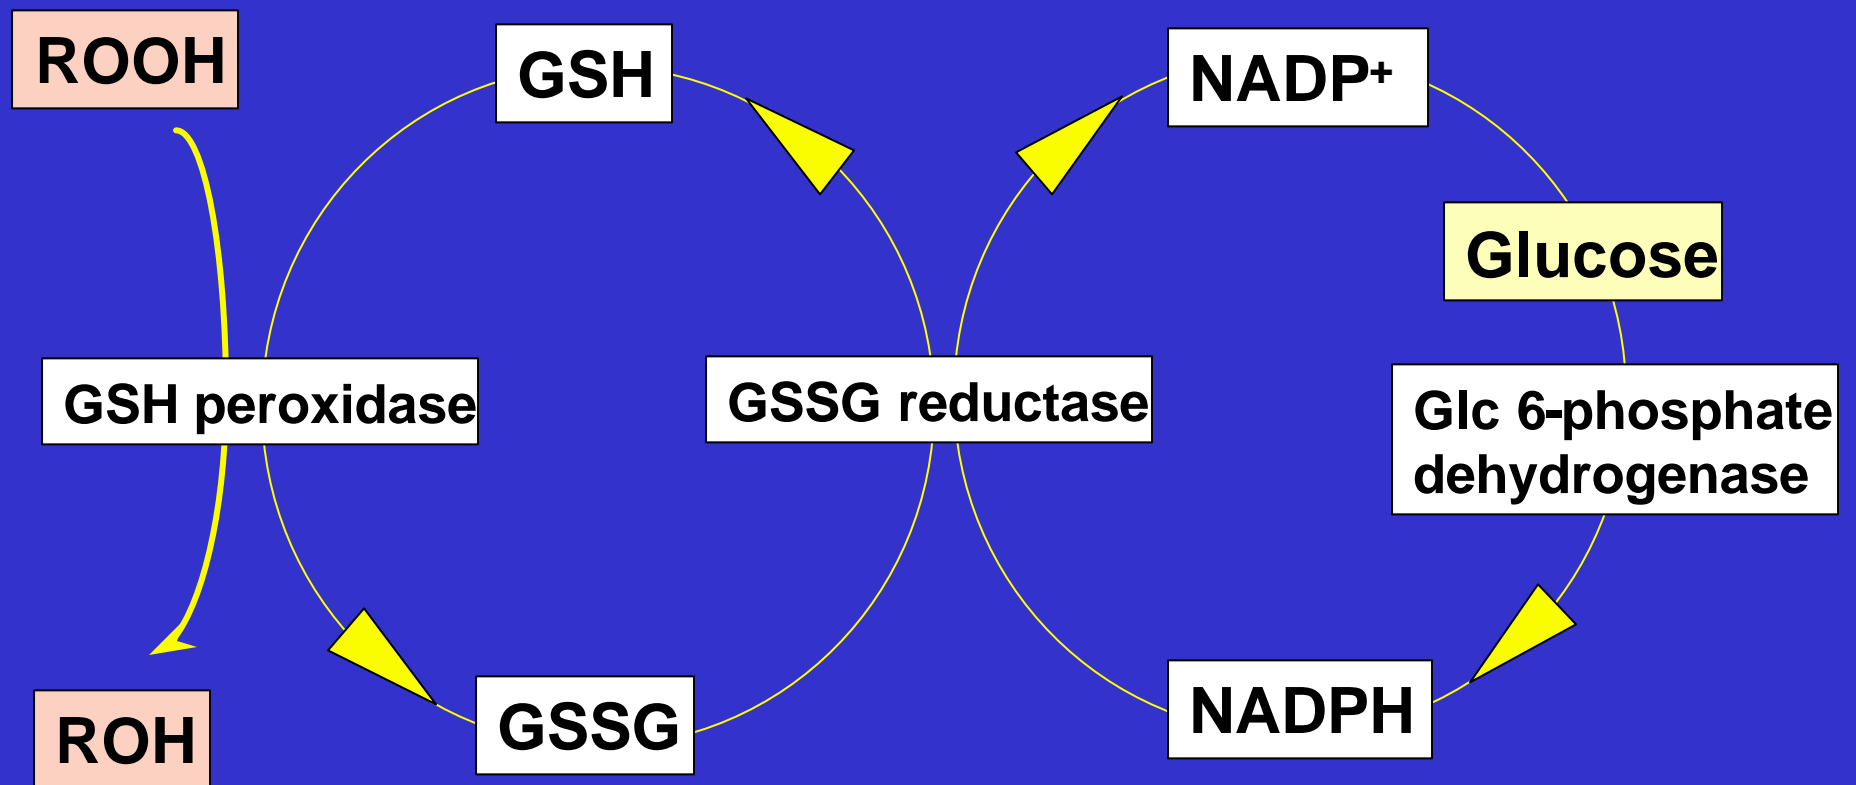 ROOH
GSH
NADP⁺
Glucose
GSH peroxidase
GSSG reductase
Glc 6-phosphate
dehydrogenase
ROH
GSSG
NADPH